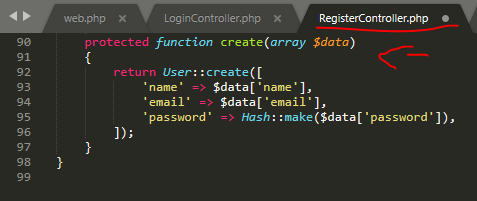 web.php × LoginController.php × RegisterController.php
90 protected function create(array $data)
91 {
92 return User::create([
93 'name' => $data['name'],
94 'email' => $data['email'],
95 'password' => Hash::make($data['password']),
96 ]);
97 }
98 }
99